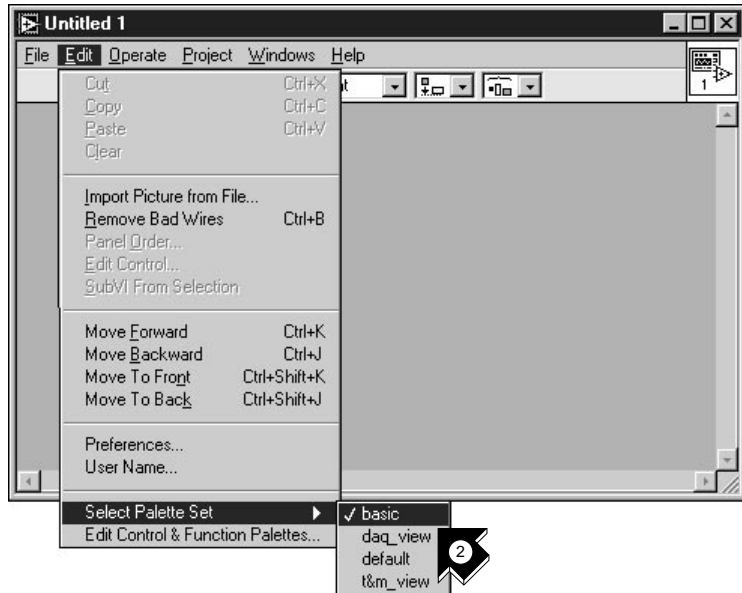 Untitled 1
File Edit Operate Project Windows Help
1
Cut Ctrl+X
Copy Ctrl+C
Paste Ctrl+V
Clear
Import Picture from File...
Remove Bad Wires Ctrl+B
Panel Order...
Edit Control...
SubVI From Selection
Move Forward Ctrl+K
Move Backward Ctrl+J
Move To Front Ctrl+Shift+K
Move To Back Ctrl+Shift+J
Preferences...
User Name...
Select Palette Set
Edit Control & Function Palettes...
basic
daq_view
default
t&m_view
2